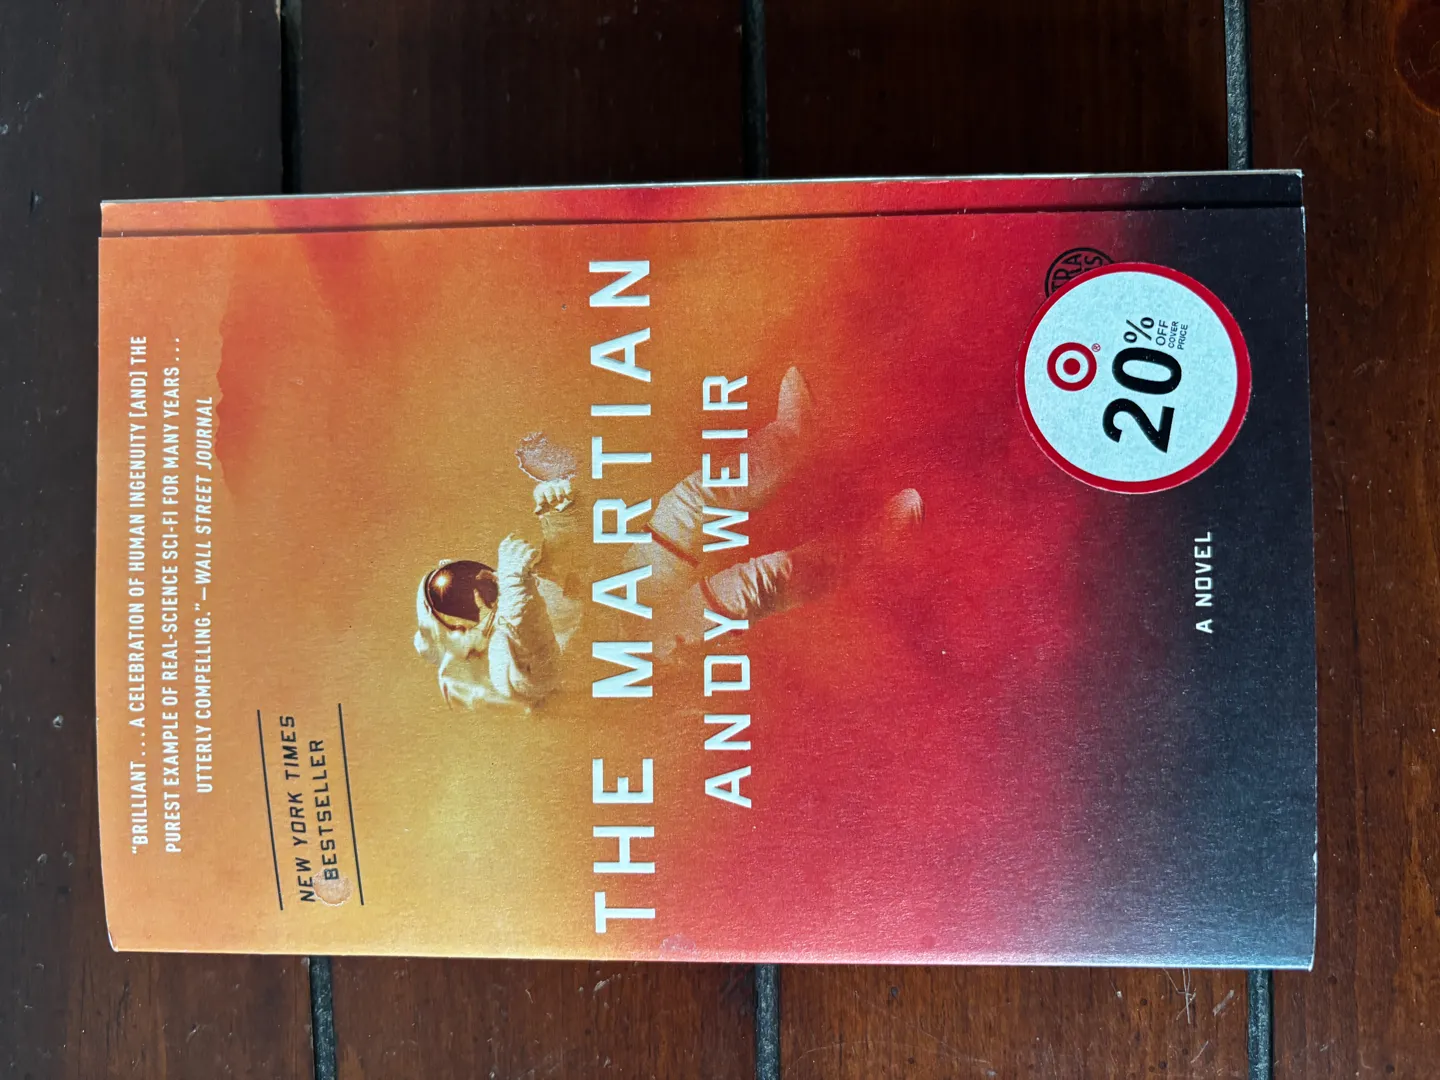 "BRILLIANT . . . A CELEBRATION OF HUMAN INGENUITY [AND] THE
PUREST EXAMPLE OF REAL-SCIENCE SCI-FI FOR MANY YEARS . . .
UTTERLY COMPELLING."—WALL STREET JOURNAL
NEW YORK TIMES
BESTSELLER
THE MARTIAN
ANDY WEIR
®
20%
OFF
COVER
PRICE
A NOVEL